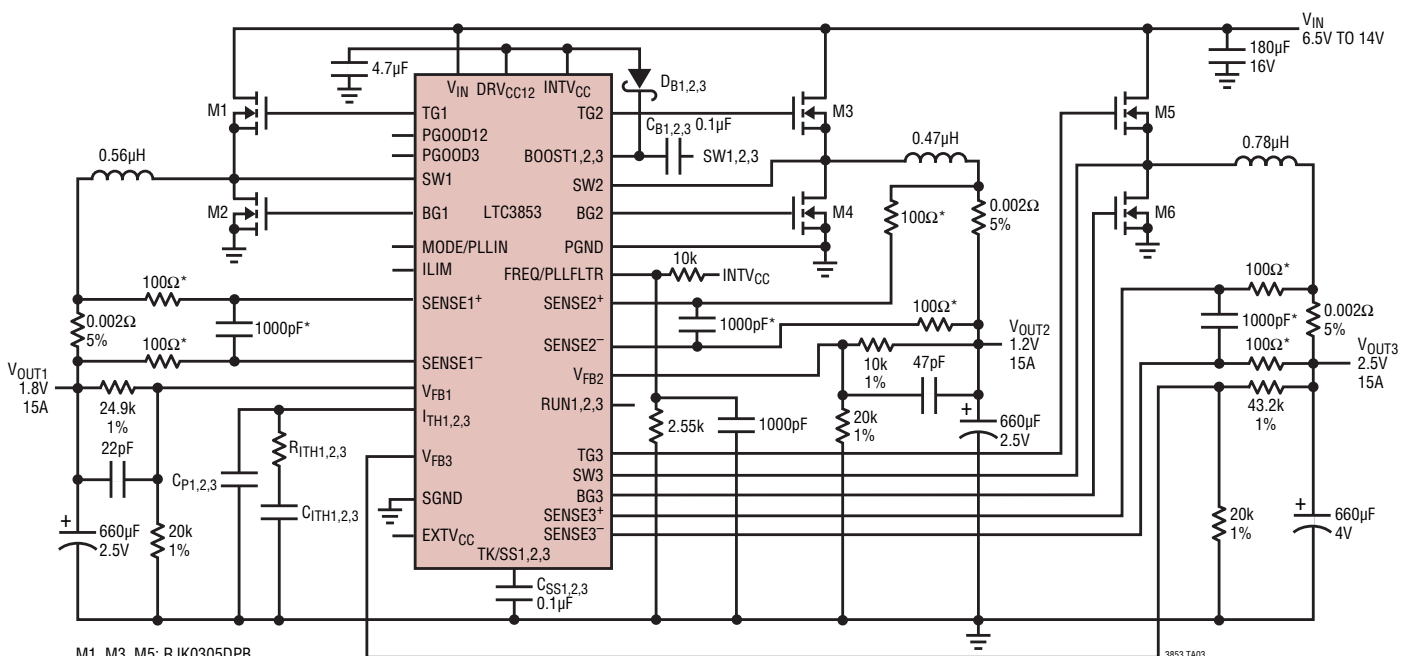 VIN
6.5V TO 14V
180µF
16V
4.7µF
VIN DRVCC12 INTVCC
DB1,2,3
M1
TG1
TG2
M3
M5
PGOOD12
PGOOD3
BOOST1,2,3
CB1,2,3 0.1µF
SW1,2,3
0.56µH
0.47µH
0.78µH
SW1
SW2
M2
BG1
LTC3853
BG2
M4
M6
100Ω*
0.002Ω
5%
MODE/PLLIN
PGND
ILIM
FREQ/PLLFLTR
10k
INTVCC
100Ω*
SENSE1+
SENSE2+
100Ω*
0.002Ω
5%
1000pF*
1000pF*
100Ω*
1000pF*
0.002Ω
5%
100Ω*
SENSE1–
SENSE2–
100Ω*
VOUT1
1.8V
15A
VOUT2
1.2V
15A
VOUT3
2.5V
15A
24.9k
1%
VFB1
VFB2
10k
1%
47pF
43.2k
1%
ITH1,2,3
RUN1,2,3
22pF
RITH1,2,3
2.55k
1000pF
20k
1%
+
660µF
2.5V
VFB3
TG3
CP1,2,3
SW3
SGND
BG3
CITH1,2,3
SENSE3+
+
660µF
2.5V
20k
1%
EXTVCC
SENSE3–
20k
1%
+
660µF
4V
TK/SS1,2,3
CSS1,2,3
0.1µF
M1, M3, M5: RJK0305DPB
3853 TA03